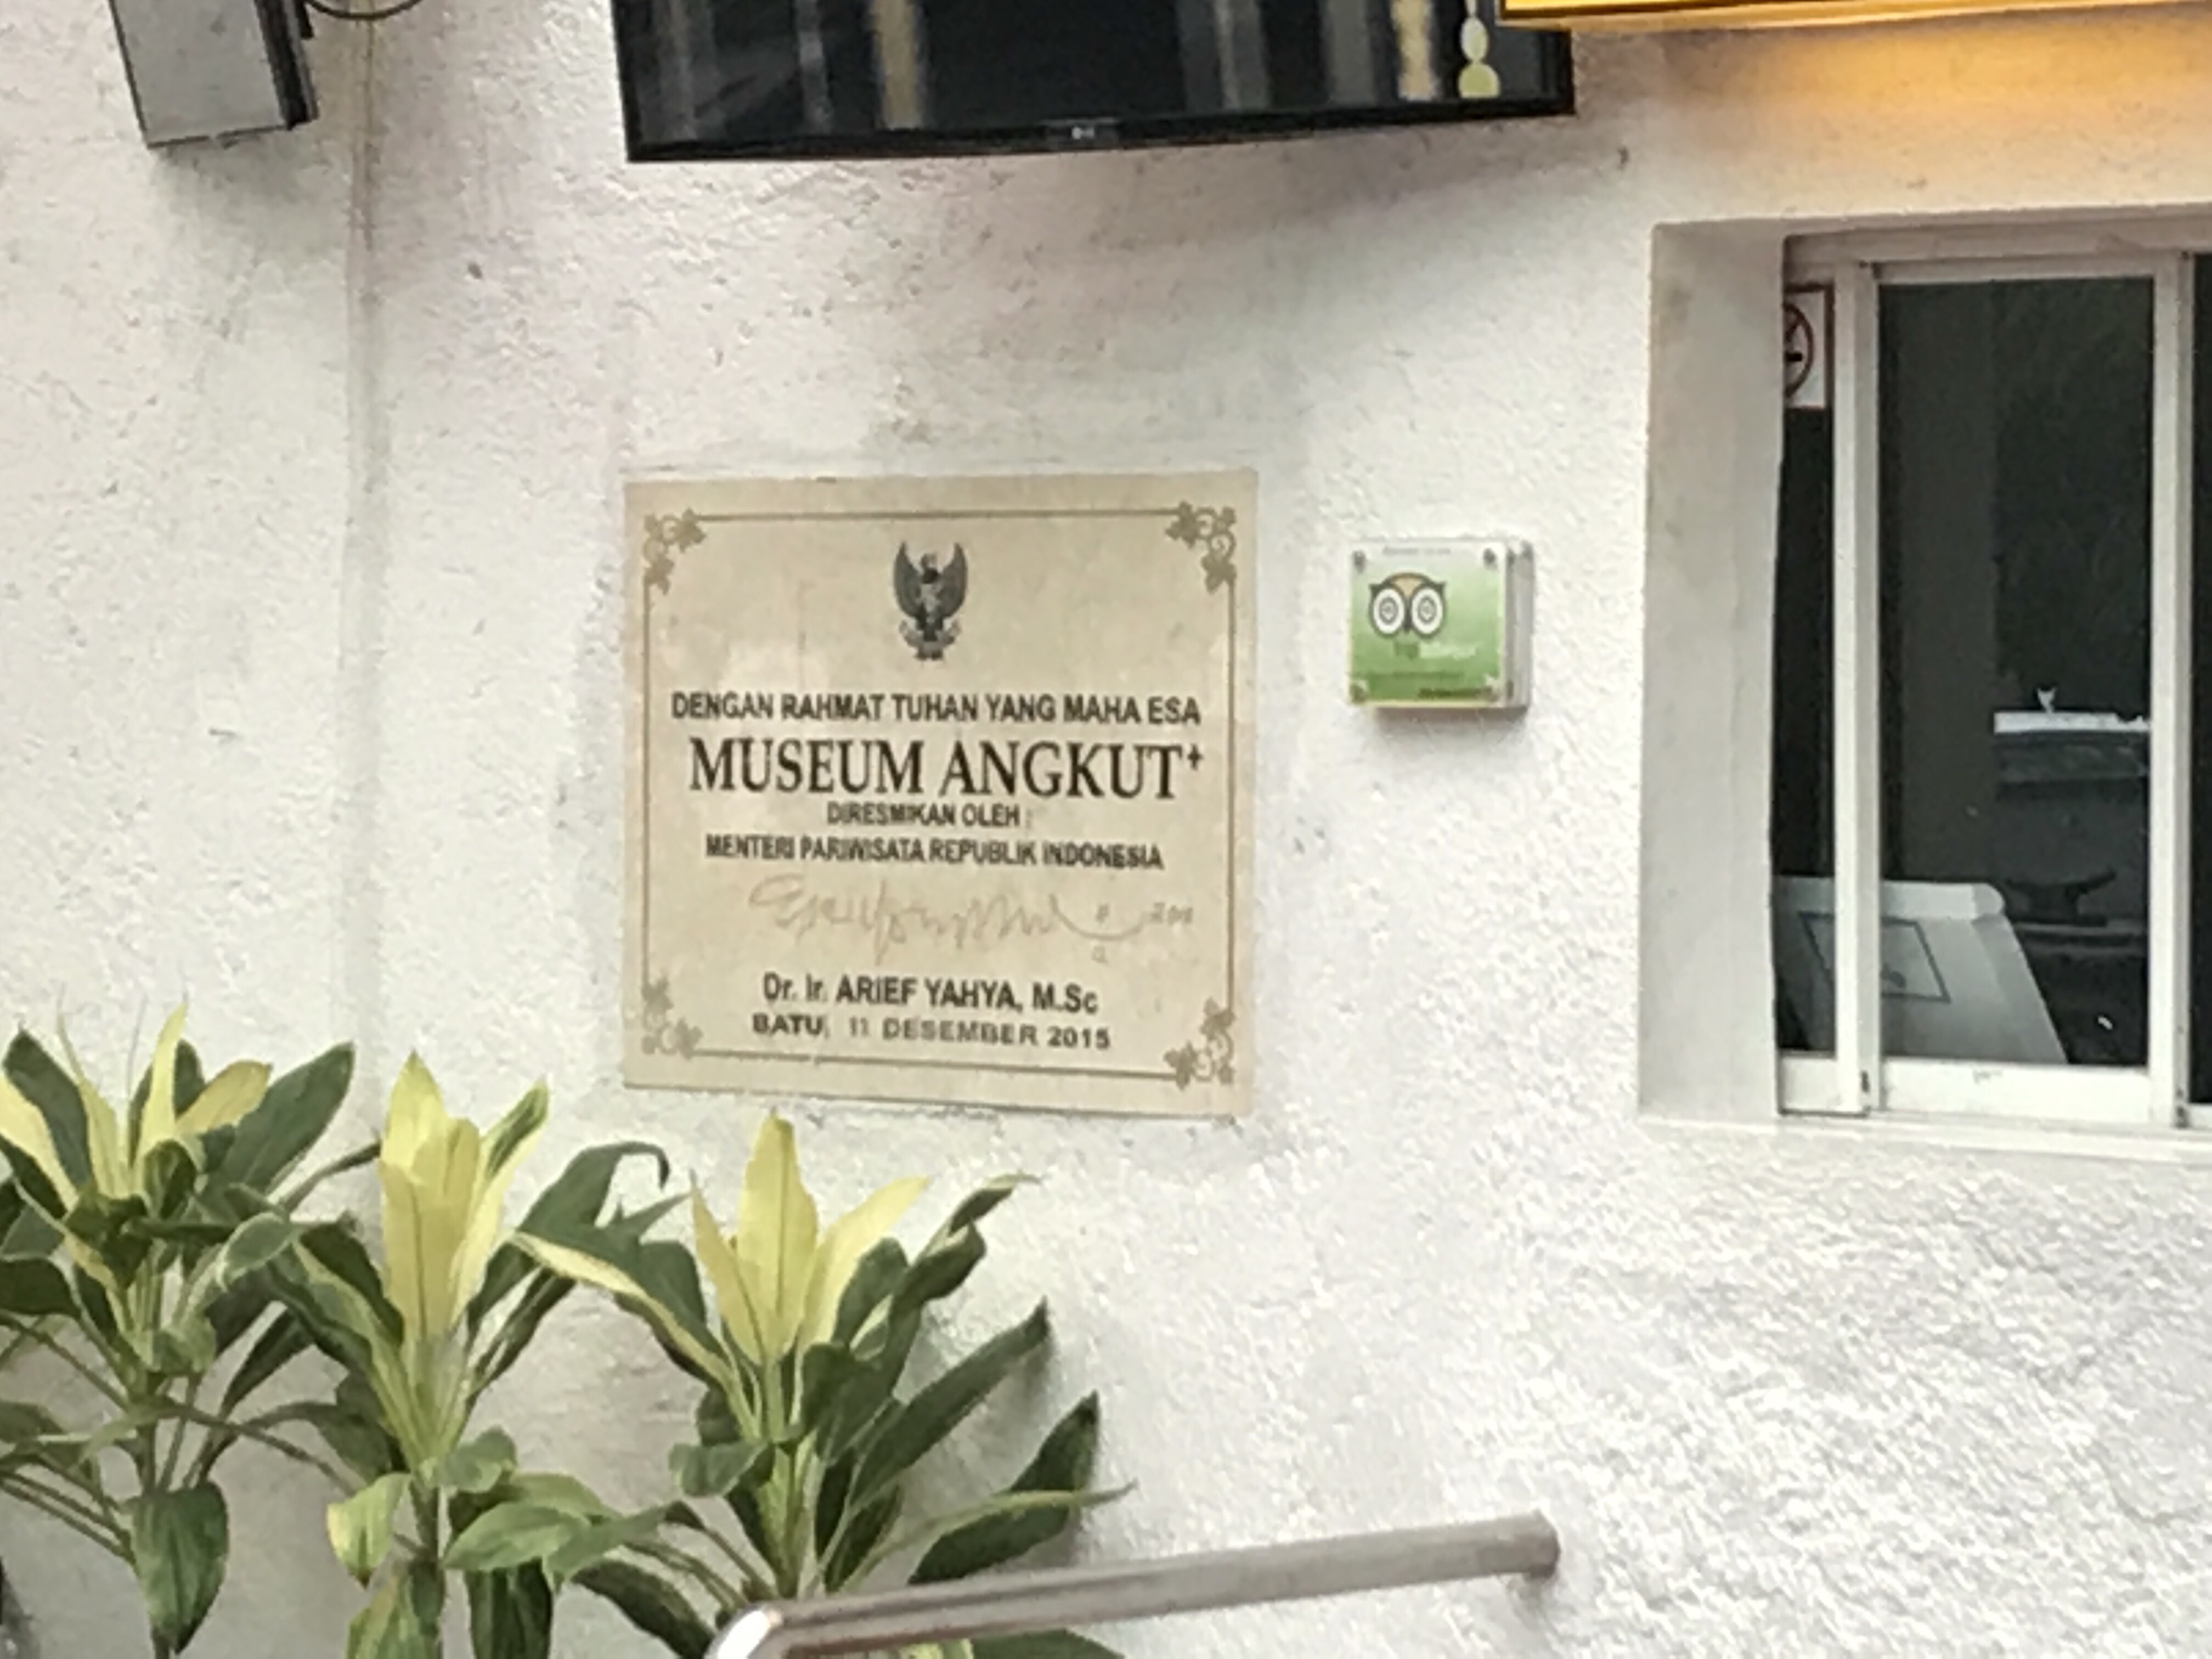 DENGAN RAHMAT TUHAN YANG MAHA ESA
MUSEUM ANGKUT+
DIRESMIKAN OLEH :
MENTERI PARIWISATA REPUBLIK INDONESIA
Dr. Ir. ARIEF YAHYA, M.Sc
BATU, 11 DESEMBER 2015